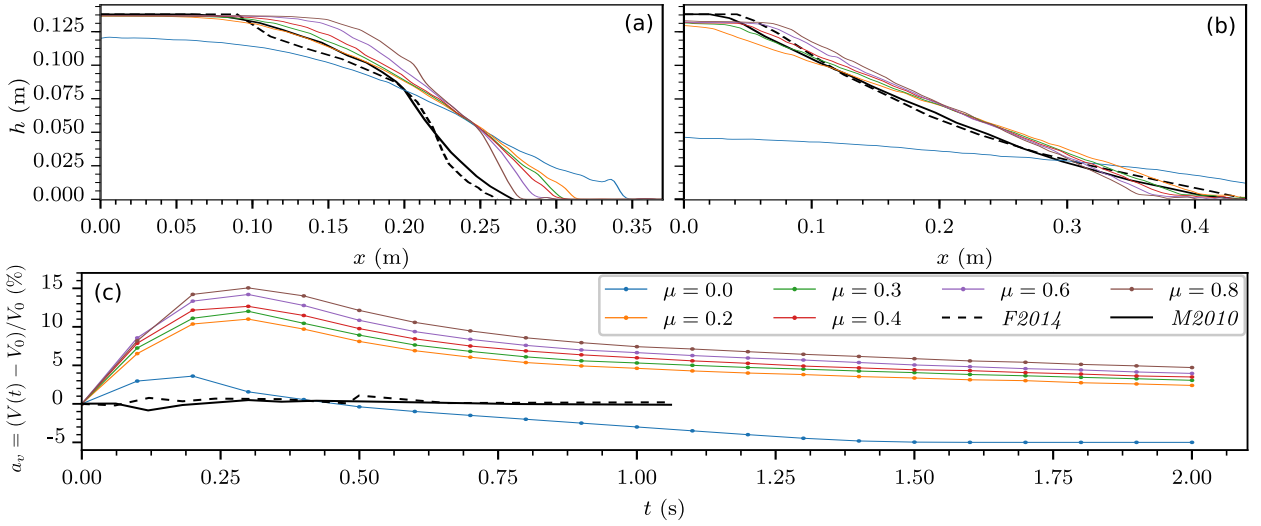 (a)
h (m)
0.125
0.100
0.075
0.050
0.025
0.000
0.00 0.05 0.10 0.15 0.20 0.25 0.30 0.35
x (m)
(b)
0.0 0.1 0.2 0.3 0.4
x (m)
(c)
a_v = (V(t) − V_0)/V_0 (%)
15
10
5
0
-5
μ = 0.0 μ = 0.3 μ = 0.6 μ = 0.8
μ = 0.2 μ = 0.4 F2014 M2010
0.00 0.25 0.50 0.75 1.00 1.25 1.50 1.75 2.00
t (s)